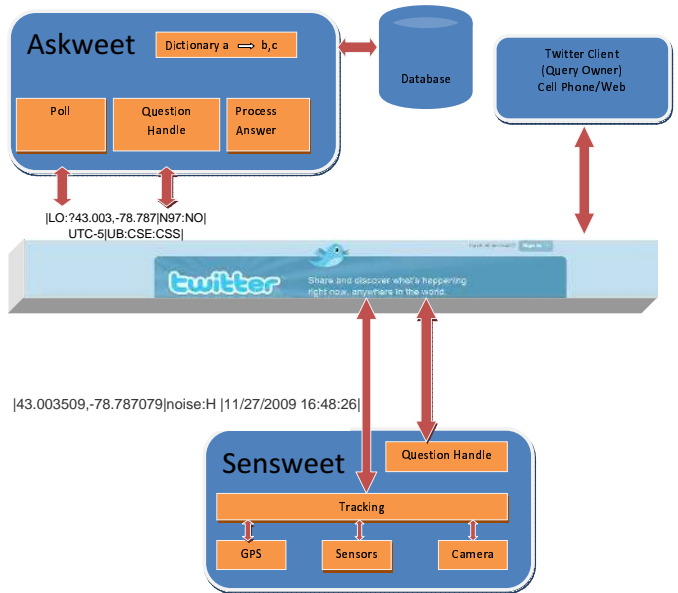 Askweet
Dictionary a ⟹ b,c
Database
Twitter Client
(Query Owner)
Cell Phone/Web
Poll
Question
Handle
Process
Answer
|LO:?43.003,-78.787|N97:NO|
UTC-5|UB:CSE:CSS|
twitter
Share and discover what's happening
right now, anywhere in the world.
|43.003509,-78.787079|noise:H |11/27/2009 16:48:26|
Sensweet
Question Handle
Tracking
GPS
Sensors
Camera